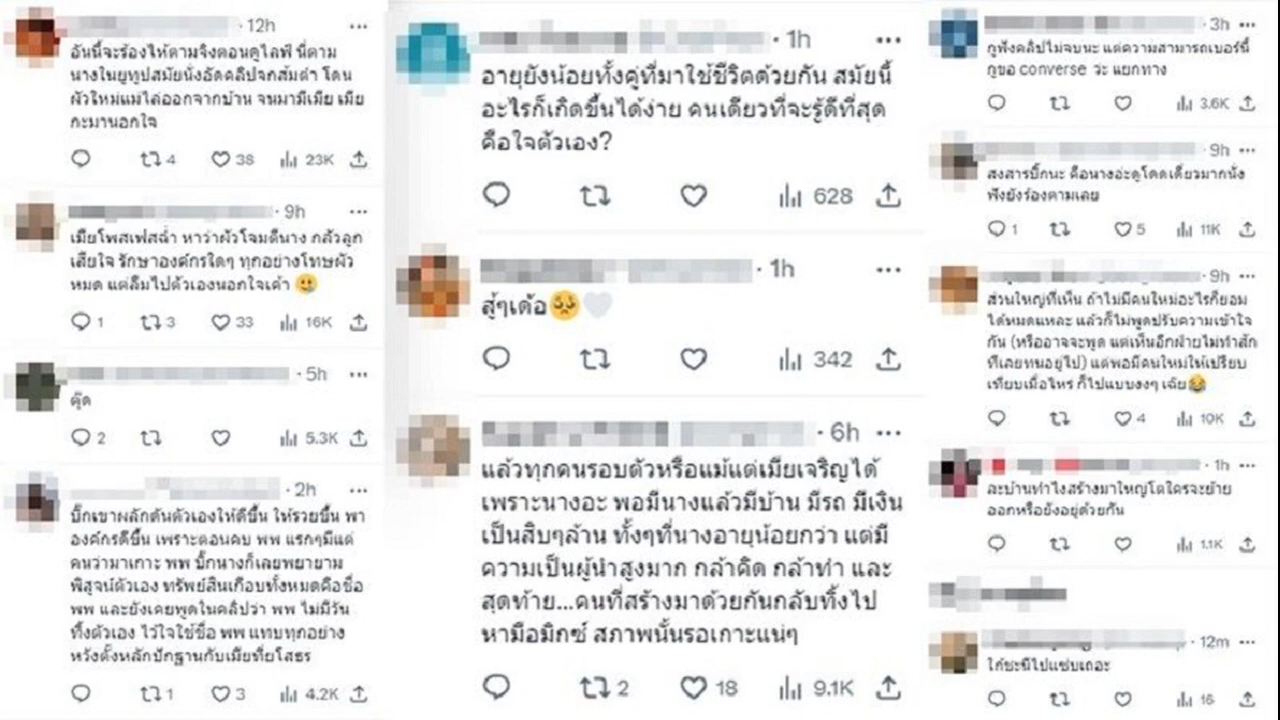 12h
อันนี้จะร้องไห้ตามจิงตอนดูไลฟ์ นี่ตาม
นางในยูทูปสมัยนั่งอัดคลิปจกส้มตำ โดน
ผัวใหม่แม่ไล่ออกจากบ้าน จนมามีเมีย เมีย
กะมานอกใจ
4 38 23K
9h
เมียโพสเฟสฉ่ำ หาว่าผัวโจมตีนาง กลัวลูก
เสียใจ รักษาองค์กรใดๆ ทุกอย่างโทษผัว
หมด แต่ลืมไปตัวเองนอกใจเค้า 🥲
1 3 33 16K
5h
คุ๊ด
2 5.3K
2h
บิ๊กเขาผลักดันตัวเองให้ดีขึ้น ให้รวยขึ้น พา
องค์กรดีขึ้น เพราะตอนคบ พพ แรกๆมีแต่
คนว่ามาเกาะ พพ บิ๊กนางก็เลยพยายาม
พิสูจน์ตัวเอง ทรัพย์สินเกือบทั้งหมดคือชื่อ
พพ และยังเคยพูดในคลิปว่า พพ ไม่มีวัน
ทิ้งตัวเอง ไว้ใจใช้ชื่อ พพ แทบทุกอย่าง
หวังตั้งหลักปักฐานกับเมียที่ยโสธร
1 3 4.2K
1h
อายุยังน้อยทั้งคู่ที่มาใช้ชีวิตด้วยกัน สมัยนี้
อะไรก็เกิดขึ้นได้ง่าย คนเดียวที่จะรู้ดีที่สุด
คือใจตัวเอง?
628
1h
สู้ๆเด้อ🥺🤍
342
6h
แล้วทุกคนรอบตัวหรือแม้แต่เมียเจริญได้
เพราะนางอะ พอมีนางแล้วมีบ้าน มีรถ มีเงิน
เป็นสิบๆล้าน ทั้งๆที่นางอายุน้อยกว่า แต่มี
ความเป็นผู้นำสูงมาก กล้าคิด กล้าทำ และ
สุดท้าย...คนที่สร้างมาด้วยกันกลับทิ้งไป
หามือมิกซ์ สภาพนั้นรอเกาะแน่ๆ
2 18 9.1K
3h
กูฟังคลิปไม่จบนะ แต่ความสามารถเบอร์นี้
กูขอ converse ว่ะ แยกทาง
3.6K
9h
สงสารบิ๊กนะ คือนางอ่ะดูโดดเดี่ยวมากนั่ง
ฟังยังร้องตามเลย
1 5 11K
9h
ส่วนใหญ่ที่เห็น ถ้าไม่มีคนใหม่อะไรก็ยอม
ได้หมดแหละ แล้วก็ไม่พูดปรับความเข้าใจ
กัน (หรืออาจจะพูด แต่เห็นอีกฝ่ายไม่ทำสัก
ทีเลยทนอยู่ไป) แต่พอมีคนใหม่ให้เปรียบ
เทียบเมื่อไหร่ ก็ไปแบบงงๆ เฉ้ย😂
4 10K
1h
ละบ้านทำไงสร้างมาใหญ่โตใครจะย้าย
ออกหรือยังอยู่ด้วยกัน
1.1K
12m
ไก่ชะนีไปแซ่บเถอะ
16